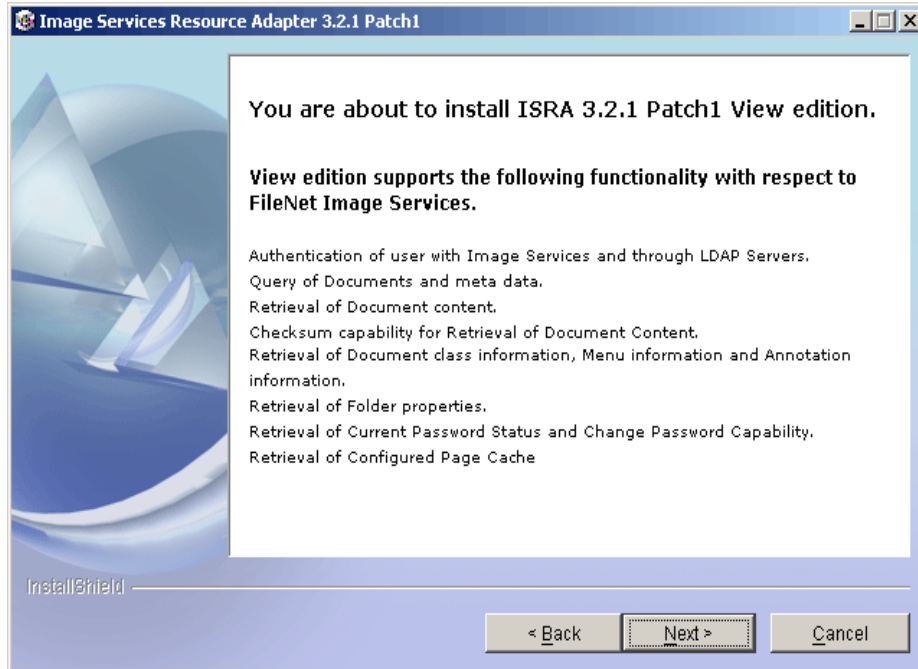 Image Services Resource Adapter 3.2.1 Patch1
You are about to install ISRA 3.2.1 Patch1 View edition.
View edition supports the following functionality with respect to
FileNet Image Services.
Authentication of user with Image Services and through LDAP Servers.
Query of Documents and meta data.
Retrieval of Document content.
Checksum capability for Retrieval of Document Content.
Retrieval of Document class information, Menu information and Annotation
information.
Retrieval of Folder properties.
Retrieval of Current Password Status and Change Password Capability.
Retrieval of Configured Page Cache
InstallShield
< Back
Next >
Cancel